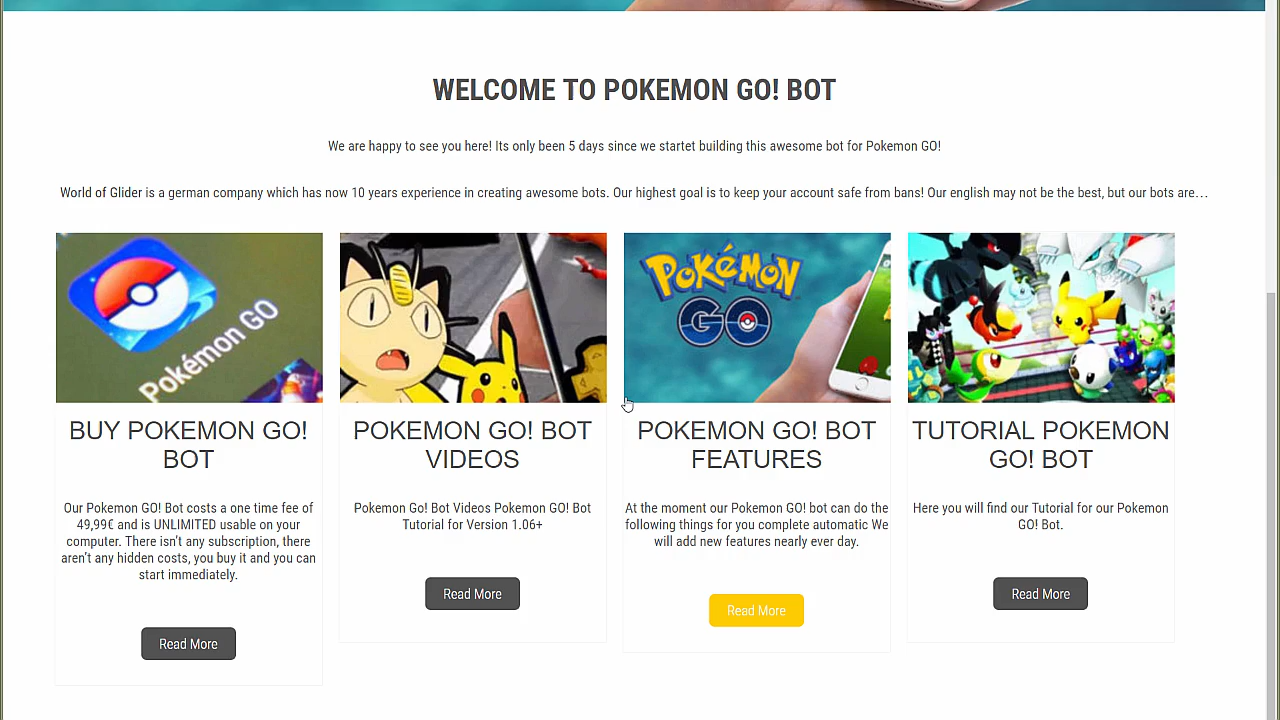 WELCOME TO POKEMON GO! BOT
We are happy to see you here! Its only been 5 days since we startet building this awesome bot for Pokemon GO!
World of Glider is a german company which has now 10 years experience in creating awesome bots. Our highest goal is to keep your account safe from bans! Our english may not be the best, but our bots are…
Pokémon GO
POKéMON
GO
BUY POKEMON GO!
BOT
Our Pokemon GO! Bot costs a one time fee of
49,99€ and is UNLIMITED usable on your
computer. There isn't any subscription, there
aren't any hidden costs, you buy it and you can
start immediately.
Read More
POKEMON GO! BOT
VIDEOS
Pokemon Go! Bot Videos Pokemon GO! Bot
Tutorial for Version 1.06+
Read More
POKEMON GO! BOT
FEATURES
At the moment our Pokemon GO! bot can do the
following things for you complete automatic We
will add new features nearly ever day.
Read More
TUTORIAL POKEMON
GO! BOT
Here you will find our Tutorial for our Pokemon
GO! Bot.
Read More